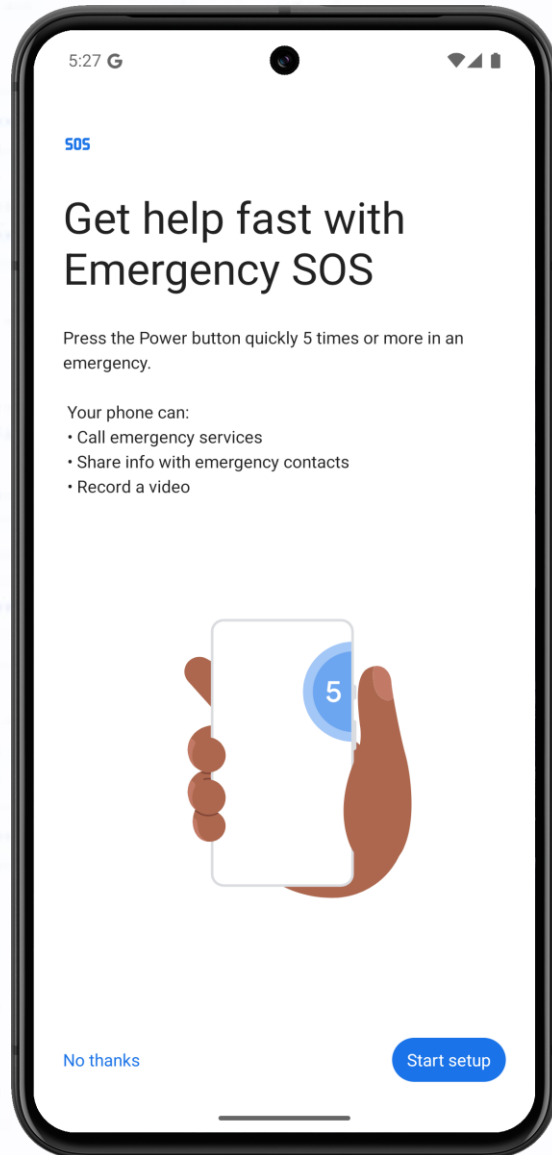 5:27 G
SOS
Get help fast with
Emergency SOS
Press the Power button quickly 5 times or more in an
emergency.
Your phone can:
• Call emergency services
• Share info with emergency contacts
• Record a video
5
No thanks
Start setup